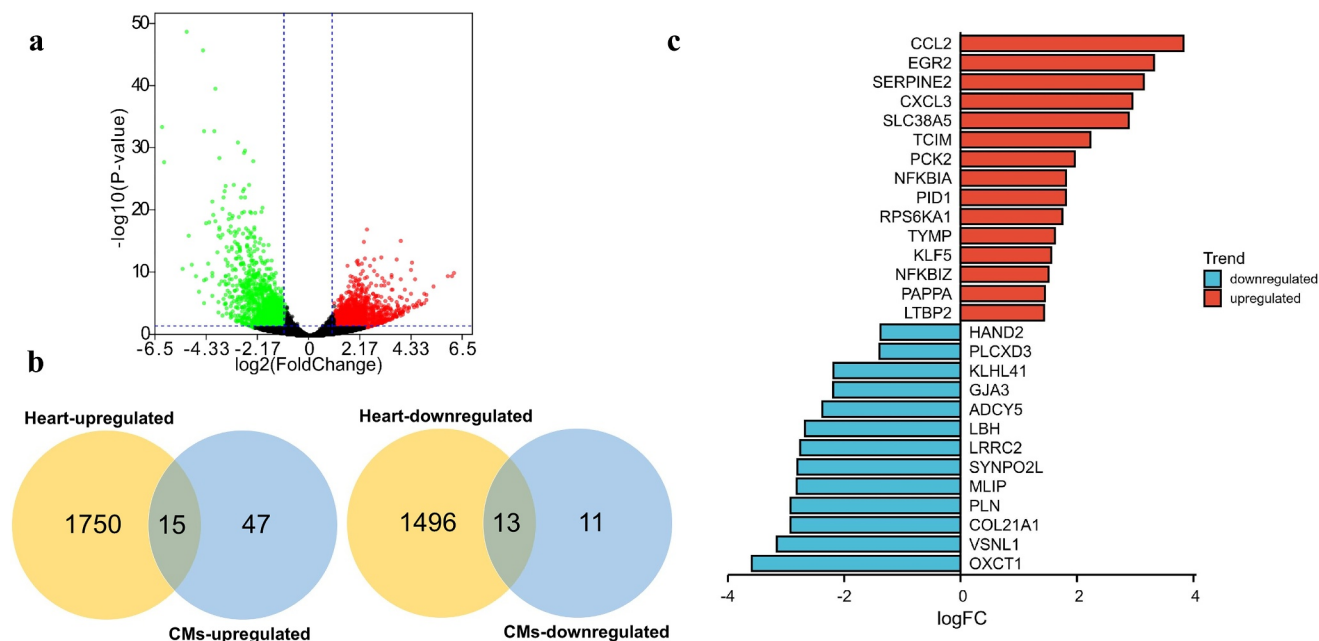 a
50
40
30
20
10
0
-log10(P-value)
-6.5 -4.33 -2.17 0 2.17 4.33 6.5
log2(FoldChange)
b
Heart-upregulated
1750 15 47
CMs-upregulated
Heart-downregulated
1496 13 11
CMs-downregulated
c
CCL2
EGR2
SERPINE2
CXCL3
SLC38A5
TCIM
PCK2
NFKBIA
PID1
RPS6KA1
TYMP
KLF5
NFKBIZ
PAPPA
LTBP2
HAND2
PLCXD3
KLHL41
GJA3
ADCY5
LBH
LRRC2
SYNPO2L
MLIP
PLN
COL21A1
VSNL1
OXCT1
-4 -2 0 2 4
logFC
Trend
downregulated
upregulated